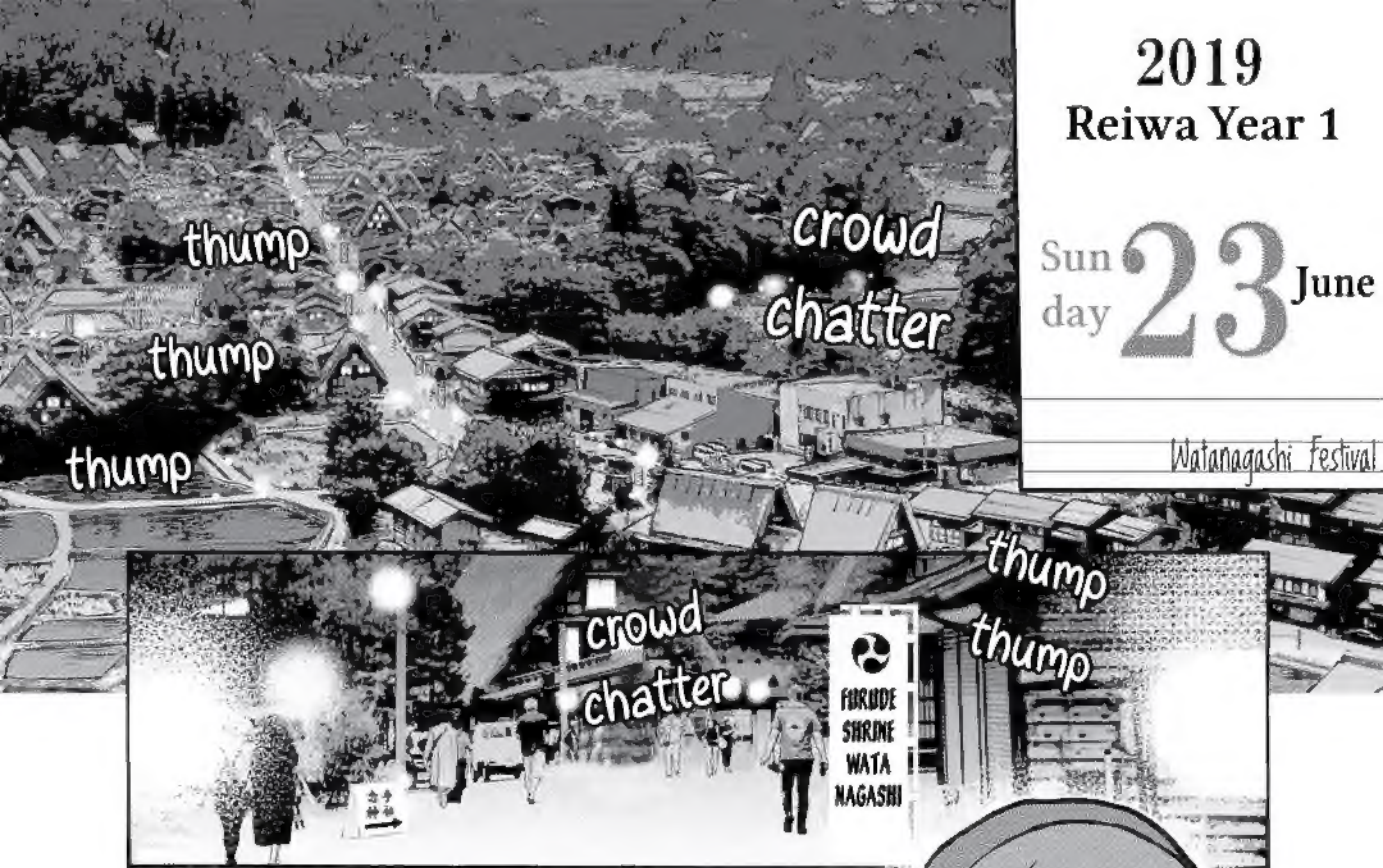 2019
Reiwa Year 1
Sun
day
23
June
Watanagashi Festival
thump
thump
thump
crowd
chatter
crowd
chatter
thump
thump
FURUDE
SHRINE
WATA
NAGASHI